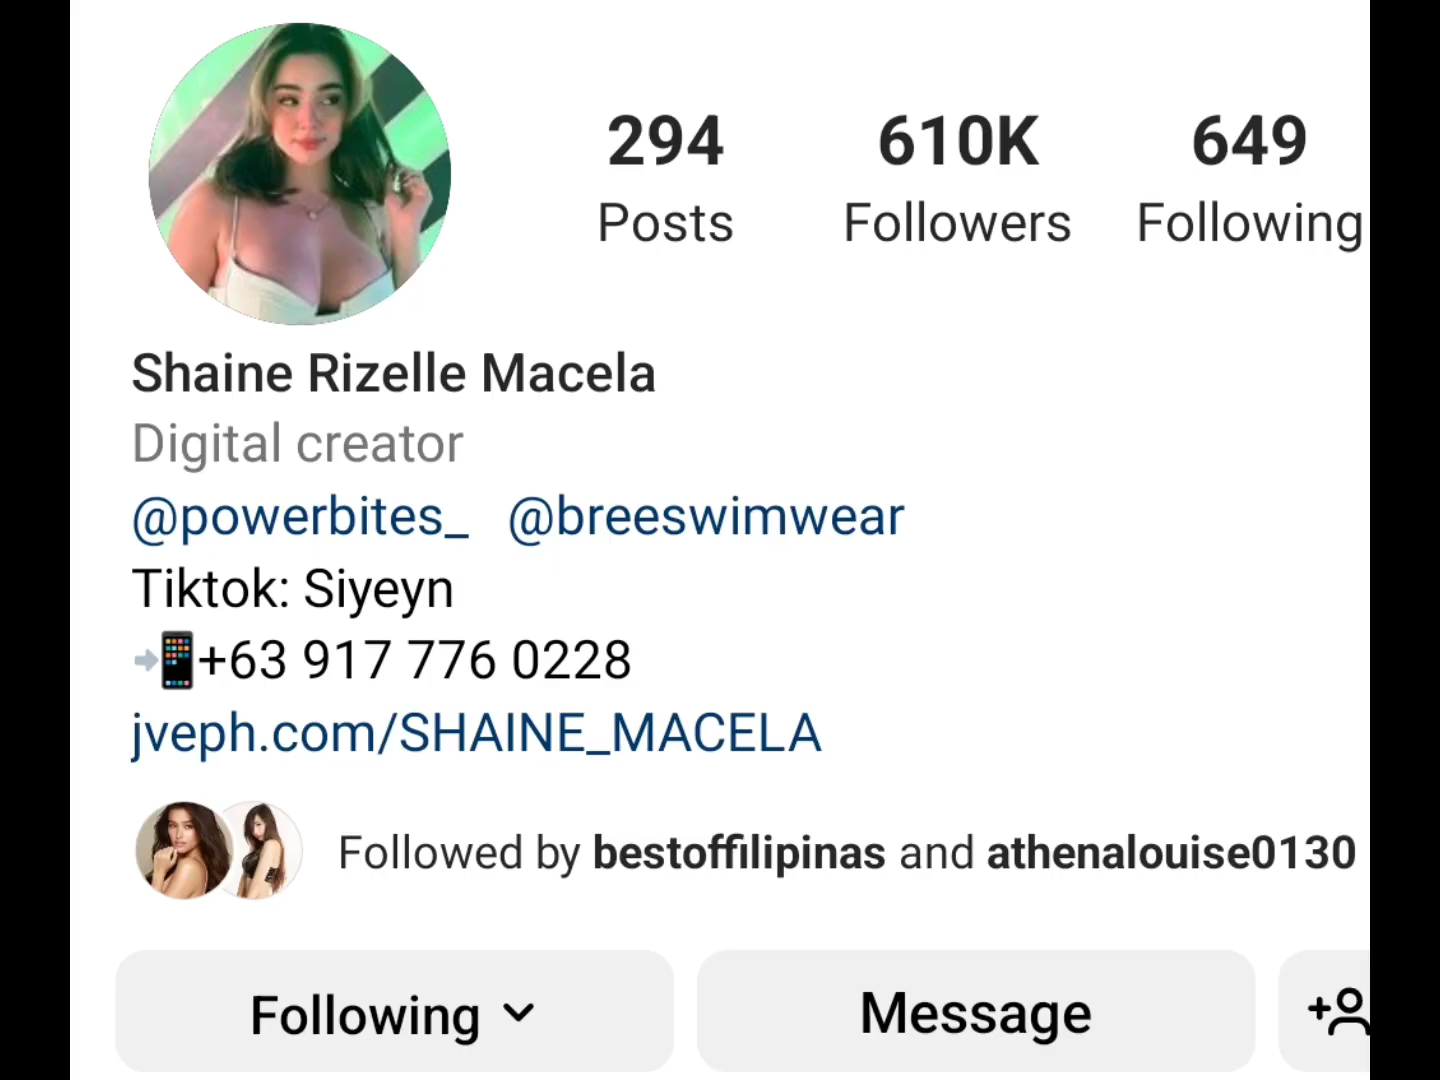 294 610K 649
Posts Followers Following
Shaine Rizelle Macela
Digital creator
@powerbites_ @breeswimwear
Tiktok: Siyeyn
📲+63 917 776 0228
jveph.com/SHAINE_MACELA
Followed by bestoffilipinas and athenalouise0130
Following Message